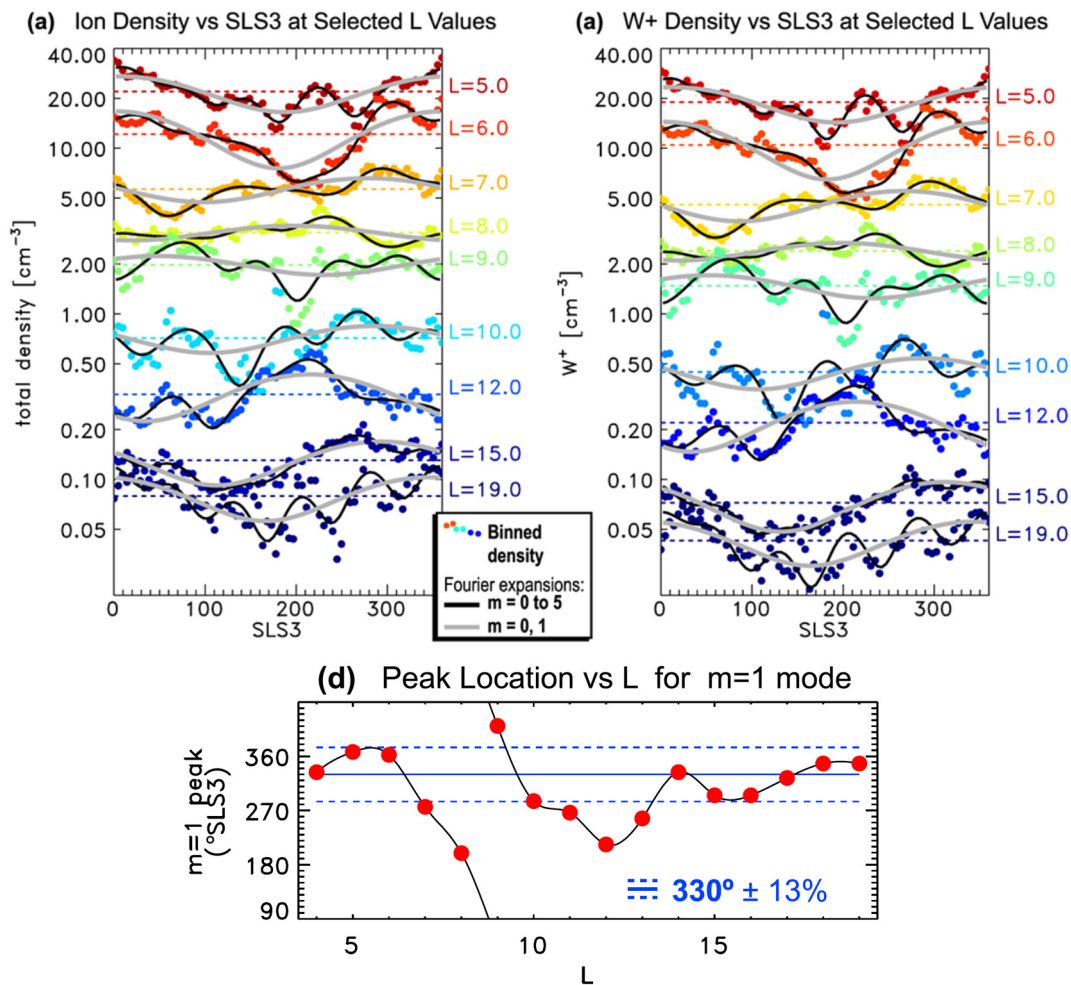 (a) Ion Density vs SLS3 at Selected L Values
40.00
20.00
10.00
5.00
2.00
1.00
0.50
0.20
0.10
0.05
total density [cm⁻³]
L=5.0
L=6.0
L=7.0
L=8.0
L=9.0
L=10.0
L=12.0
L=15.0
L=19.0
0 100 200 300
SLS3
(a) W+ Density vs SLS3 at Selected L Values
40.00
20.00
10.00
5.00
2.00
1.00
0.50
0.20
0.10
0.05
W⁺ [cm⁻³]
L=5.0
L=6.0
L=7.0
L=8.0
L=9.0
L=10.0
L=12.0
L=15.0
L=19.0
0 100 200 300
SLS3
Binned
density
Fourier expansions:
m = 0 to 5
m = 0, 1
(d) Peak Location vs L for m=1 mode
m=1 peak
(°SLS3)
360
270
180
90
330º ± 13%
5 10 15
L